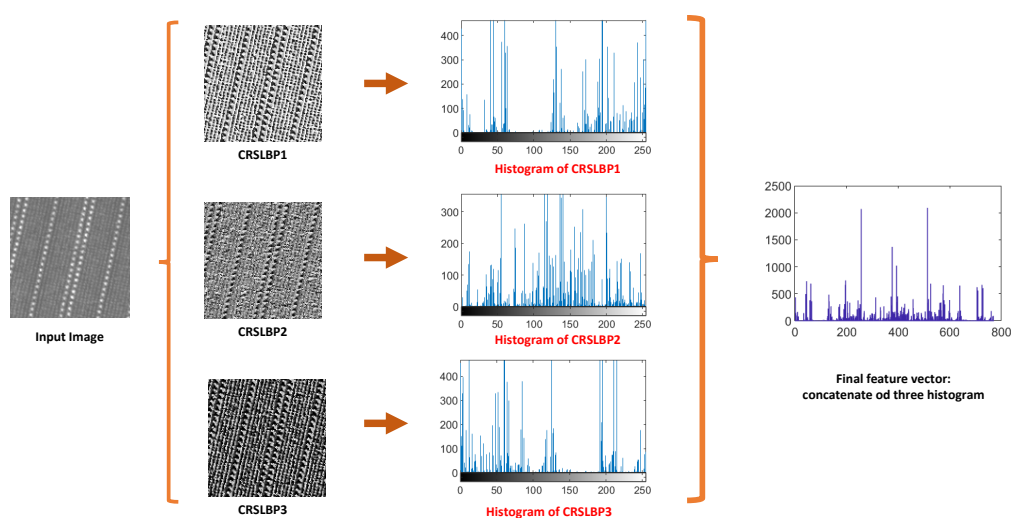 Input Image
CRSLBP1
400
300
200
100
0
0 50 100 150 200 250
Histogram of CRSLBP1
CRSLBP2
300
200
100
0
0 50 100 150 200 250
Histogram of CRSLBP2
CRSLBP3
400
300
200
100
0
0 50 100 150 200 250
Histogram of CRSLBP3
2500
2000
1500
1000
500
0
0 200 400 600 800
Final feature vector:
concatenate od three histogram